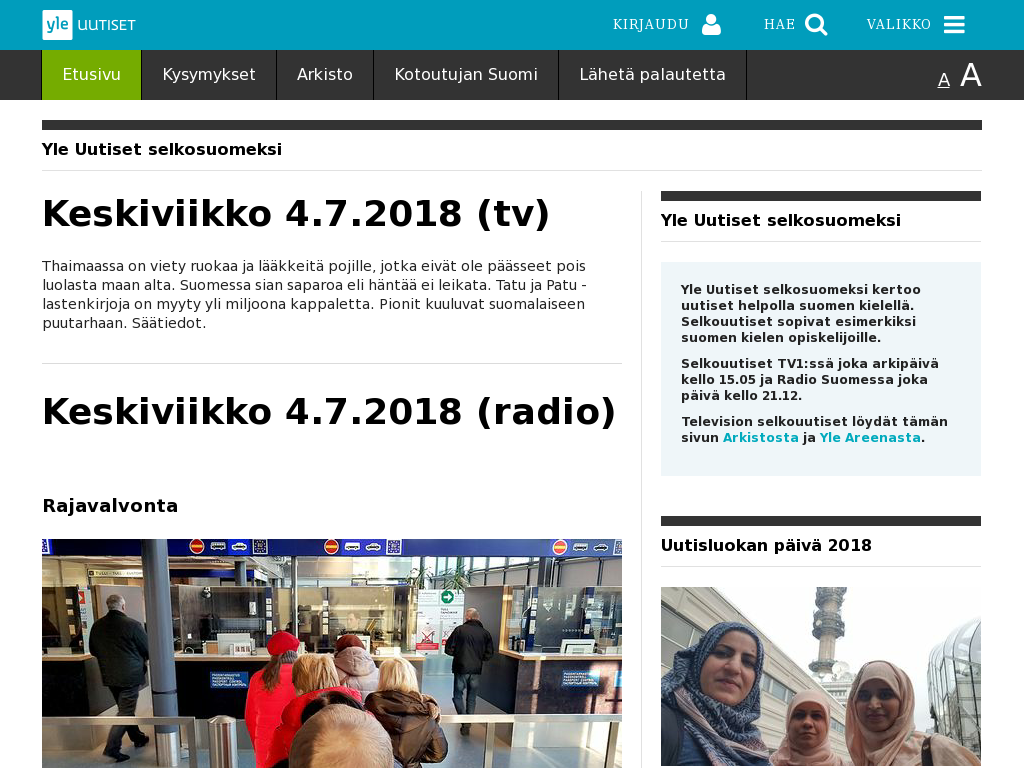 yle UUTISET
KIRJAUDU
HAE
VALIKKO
Etusivu
Kysymykset
Arkisto
Kotoutujan Suomi
Lähetä palautetta
A A
Yle Uutiset selkosuomeksi
Keskiviikko 4.7.2018 (tv)
Thaimaassa on viety ruokaa ja lääkkeitä pojille, jotka eivät ole päässeet pois
luolasta maan alta. Suomessa sian saparoa eli häntää ei leikata. Tatu ja Patu -
lastenkirjoja on myyty yli miljoona kappaletta. Pionit kuuluvat suomalaiseen
puutarhaan. Säätiedot.
Keskiviikko 4.7.2018 (radio)
Rajavalvonta
Yle Uutiset selkosuomeksi
Yle Uutiset selkosuomeksi kertoo
uutiset helpolla suomen kielellä.
Selkouutiset sopivat esimerkiksi
suomen kielen opiskelijoille.
Selkouutiset TV1:ssä joka arkipäivä
kello 15.05 ja Radio Suomessa joka
päivä kello 21.12.
Television selkouutiset löydät tämän
sivun Arkistosta ja Yle Areenasta.
Uutisluokan päivä 2018